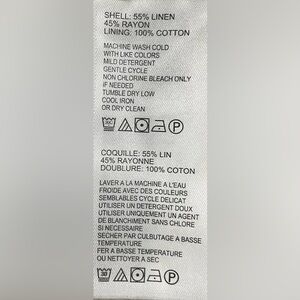 SHELL: 55% LINEN
45% RAYON
LINING: 100% COTTON
MACHINE WASH COLD
WITH LIKE COLORS
MILD DETERGENT
GENTLE CYCLE
NON CHLORINE BLEACH ONLY
IF NEEDED
TUMBLE DRY LOW
COOL IRON
OR DRY CLEAN
COQUILLE: 55% LIN
45% RAYONNE
DOUBLURE: 100% COTON
LAVER A LA MACHINE A L'EAU
FROIDE AVEC DES COULEURS
SEMBLABLES CYCLE DELICAT
UTILISER UN DETERGENT DOUX
UTILISER UNIQUEMENT UN AGENT
DE BLANCHIMENT SANS CHLORE
SI NECESSAIRE
SECHER PAR CULBUTAGE A BASSE
TEMPERATURE
FER A BASSE TEMPERATURE
OU NETTOYER A SEC